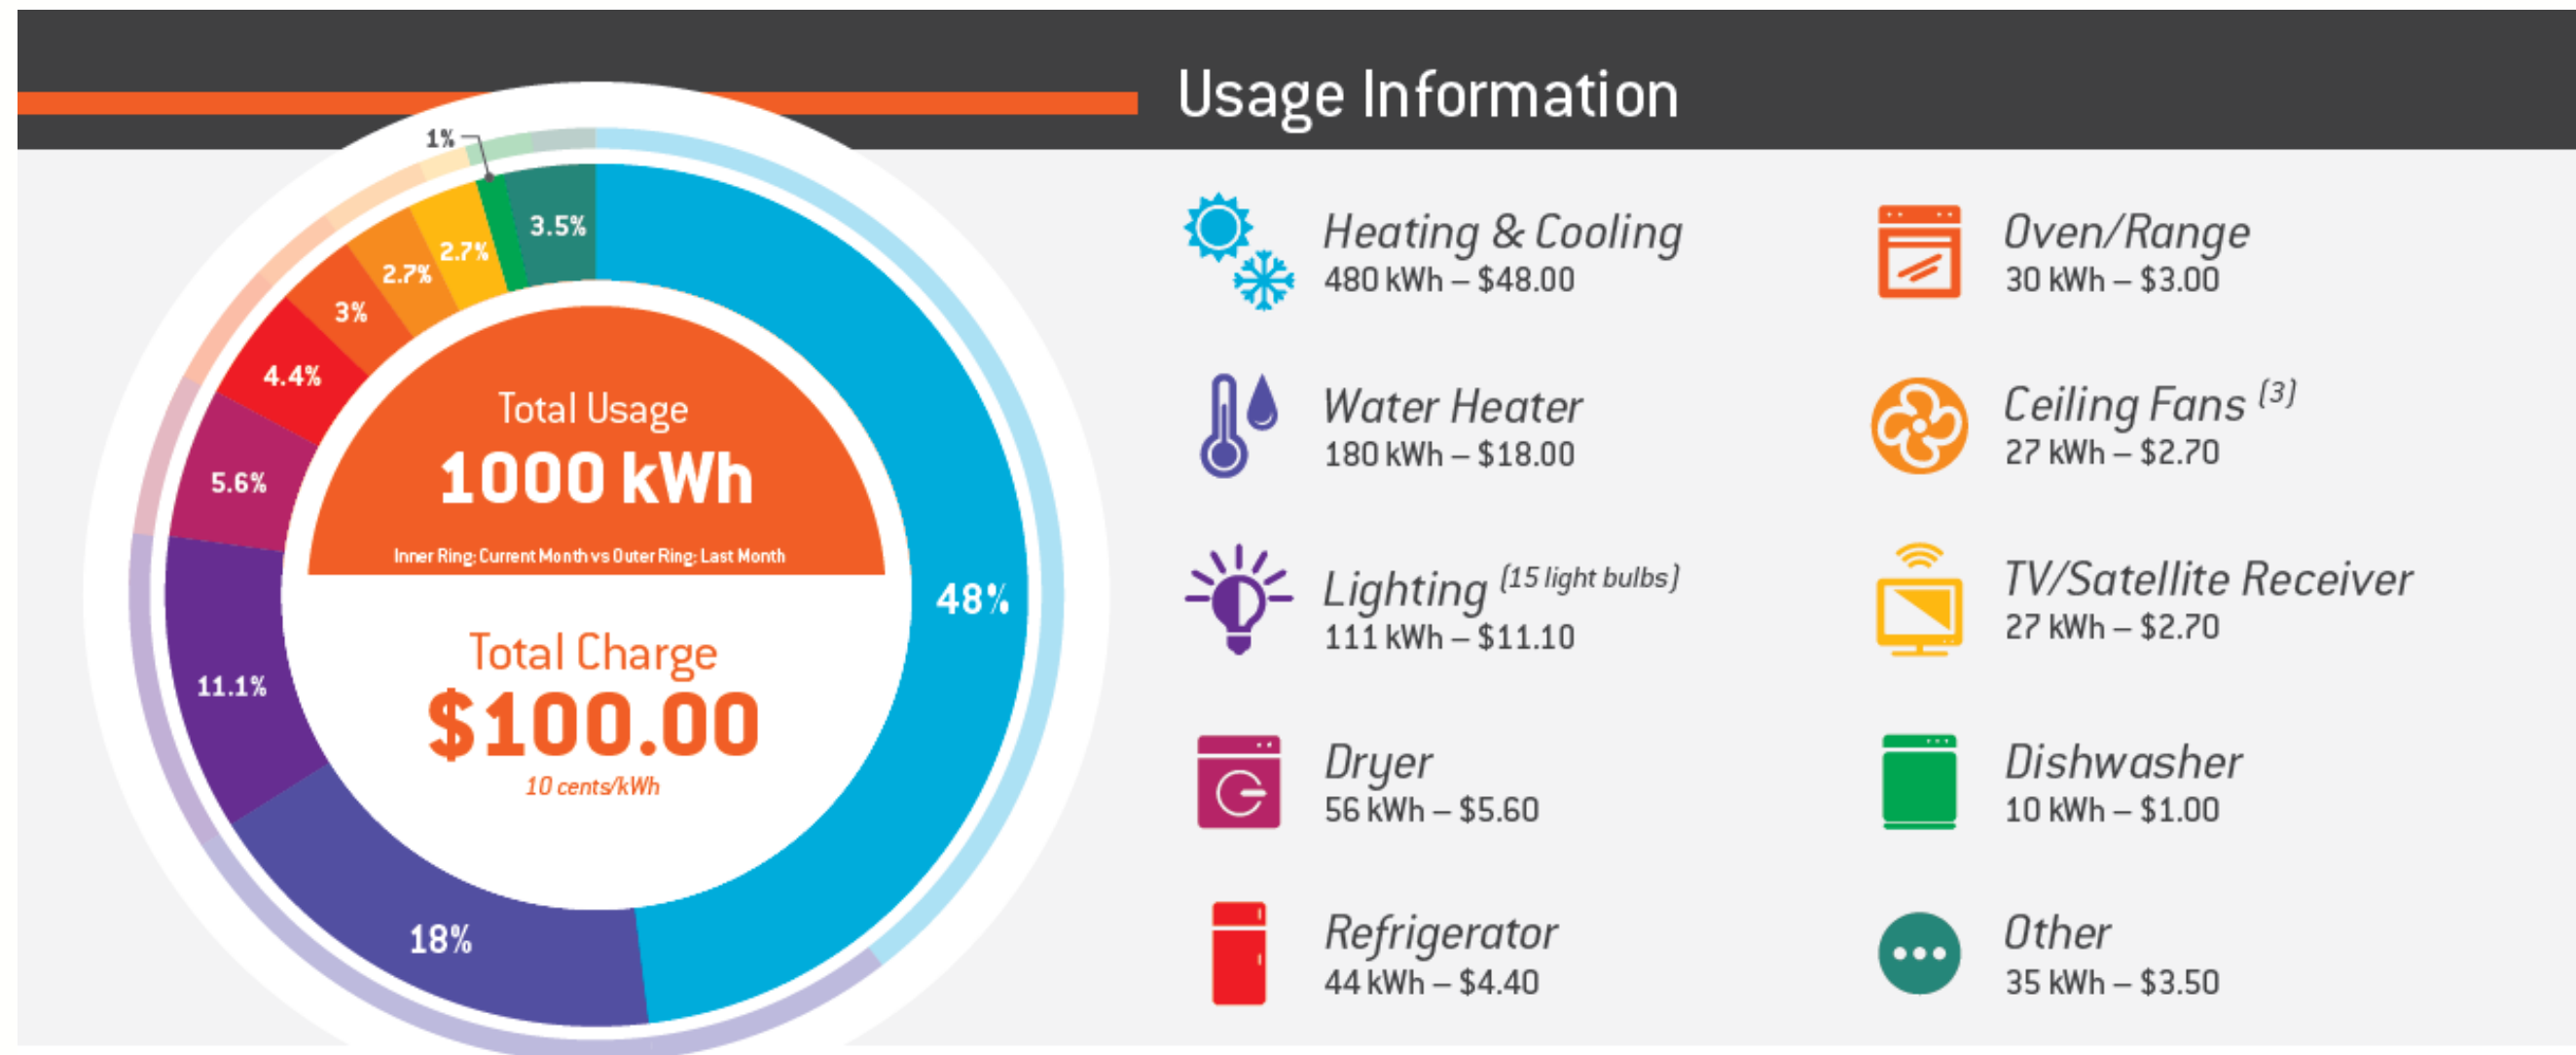 Usage Information
1%
3.5%
2.7%
2.7%
3%
4.4%
5.6%
11.1%
18%
48%
Total Usage
1000 kWh
Inner Ring; Current Month vs Outer Ring; Last Month
Total Charge
$100.00
10 cents/kWh
Heating & Cooling
480 kWh – $48.00
Water Heater
180 kWh – $18.00
Lighting (15 light bulbs)
111 kWh – $11.10
Dryer
56 kWh – $5.60
Refrigerator
44 kWh – $4.40
Oven/Range
30 kWh – $3.00
Ceiling Fans (3)
27 kWh – $2.70
TV/Satellite Receiver
27 kWh – $2.70
Dishwasher
10 kWh – $1.00
Other
35 kWh – $3.50